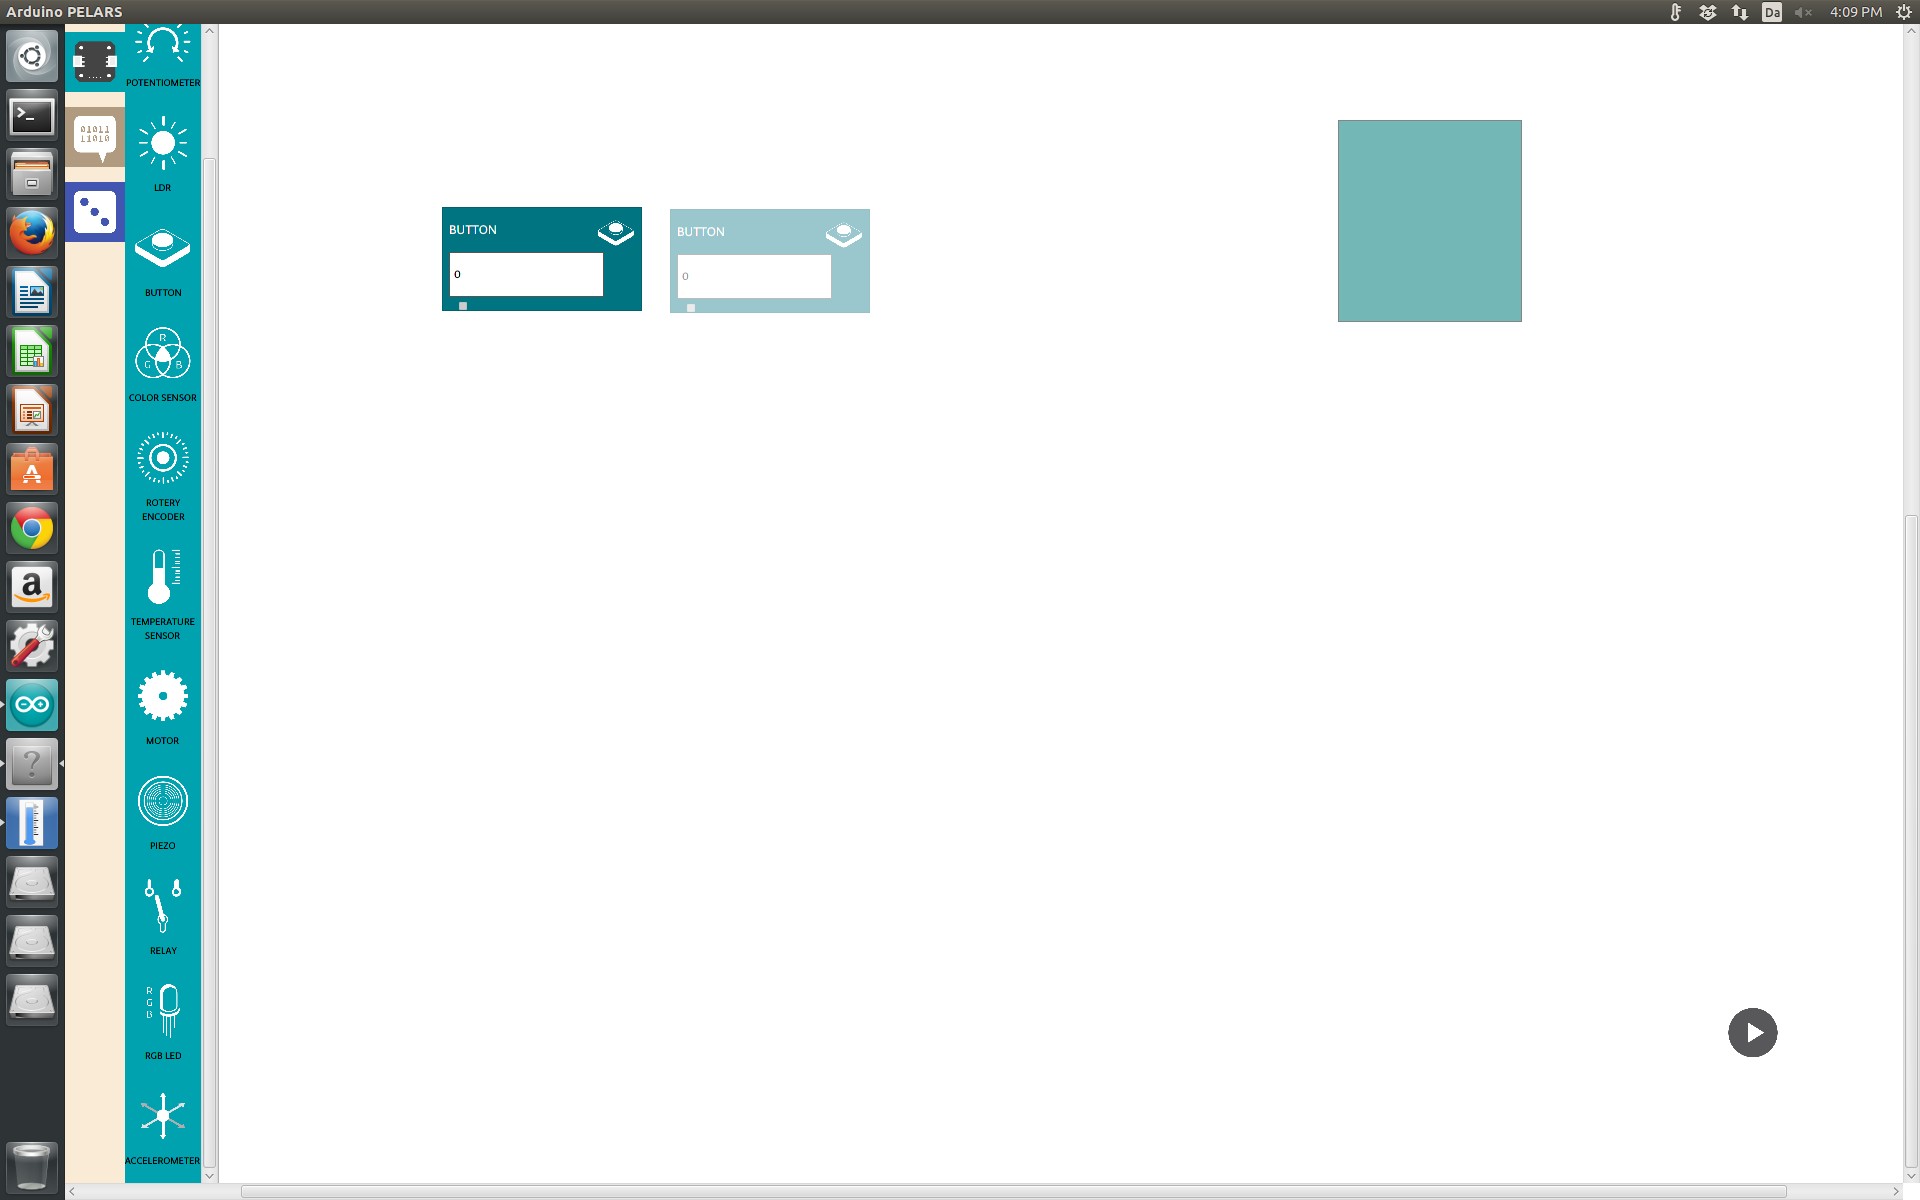 Arduino PELARS
Da
4:09 PM
POTENTIOMETER
01011
11010
LDR
BUTTON
R
G B
COLOR SENSOR
ROTERY
ENCODER
TEMPERATURE
SENSOR
MOTOR
PIEZO
RELAY
R
G
B
RGB LED
ACCELEROMETER
BUTTON
0
BUTTON
0
>_
A
a
?